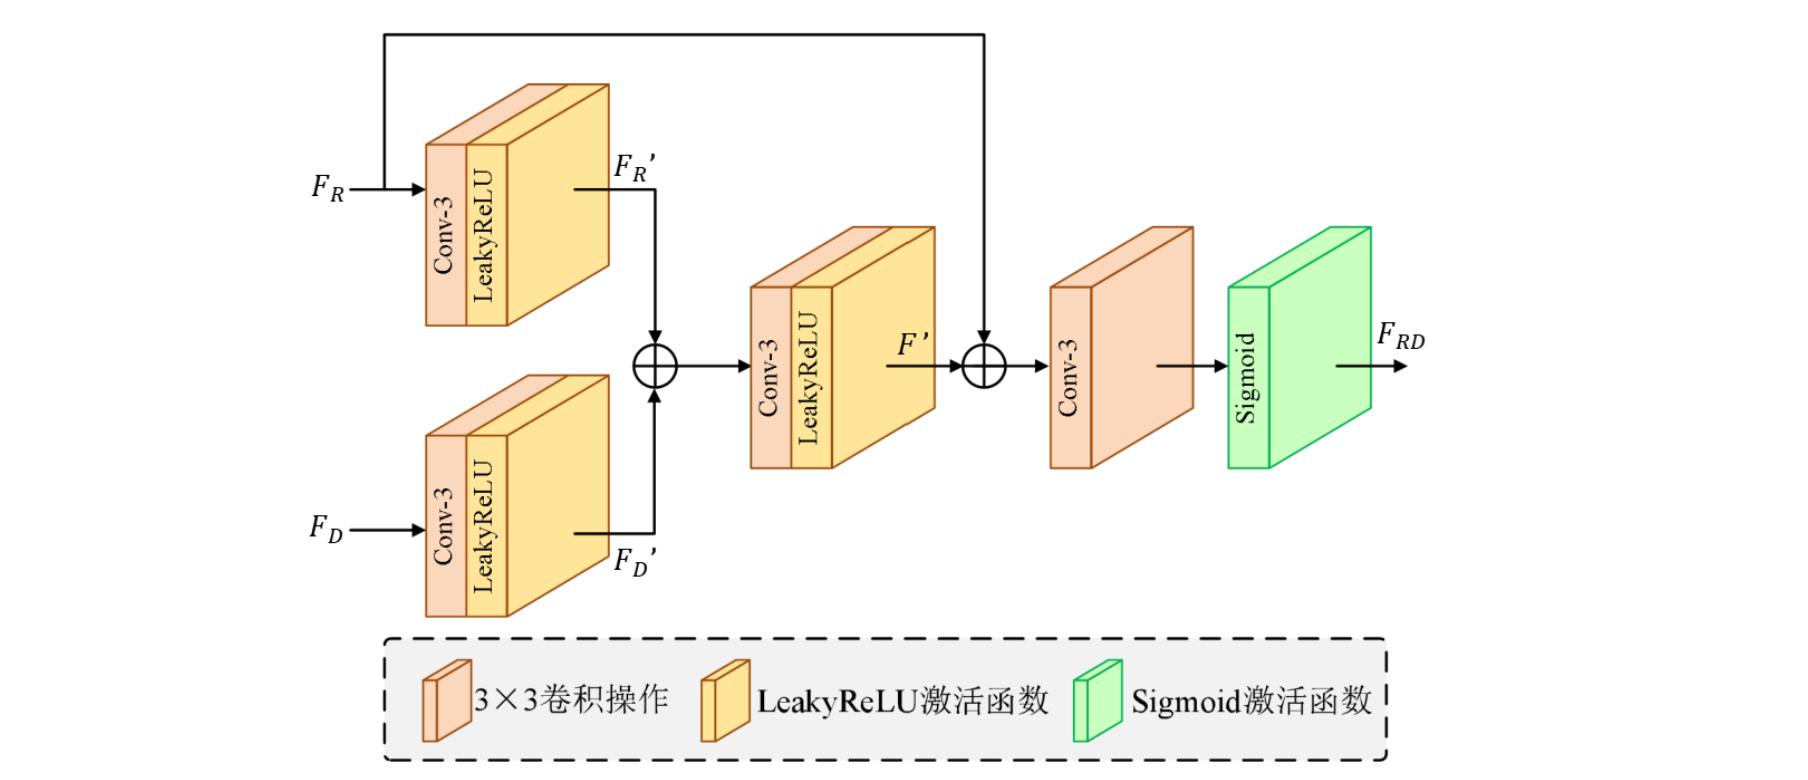 F_R
Conv-3
LeakyReLU
F_R’
F_D
Conv-3
LeakyReLU
F_D’
Conv-3
LeakyReLU
F’
Conv-3
Sigmoid
F_RD
3×3卷积操作
LeakyReLU激活函数
Sigmoid激活函数